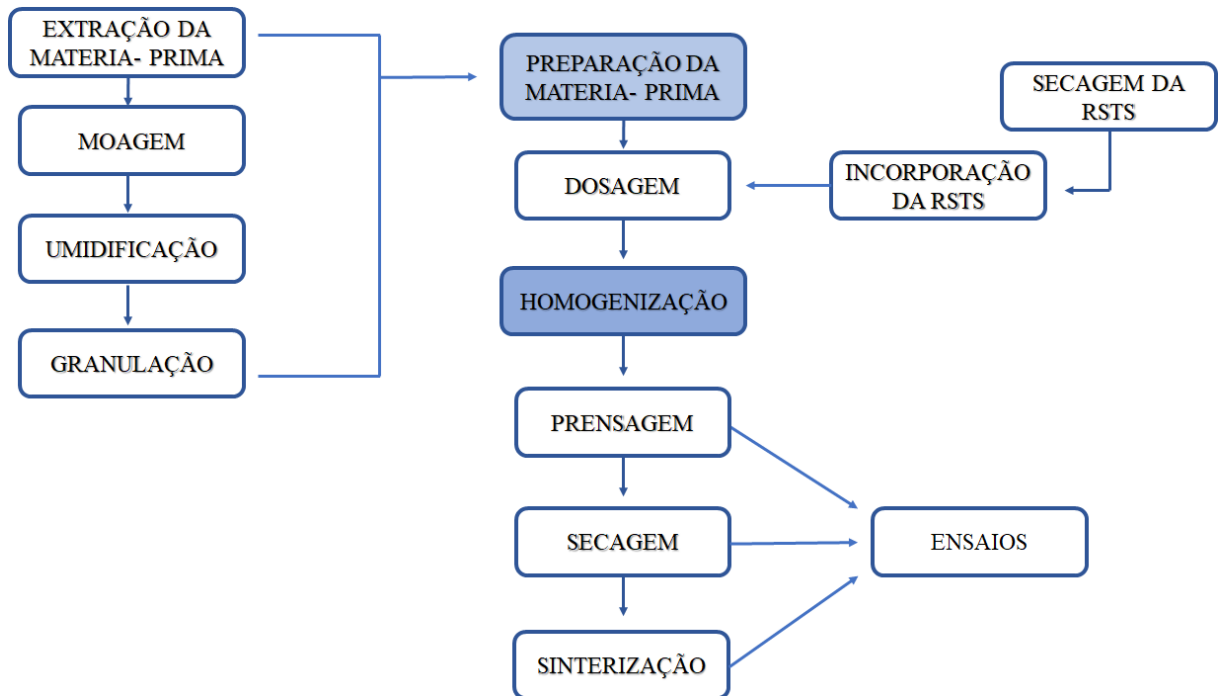 EXTRAÇÃO DA
MATERIA- PRIMA
MOAGEM
UMIDIFICAÇÃO
GRANULAÇÃO
PREPARAÇÃO DA
MATERIA- PRIMA
DOSAGEM
SECAGEM DA
RSTS
INCORPORAÇÃO
DA RSTS
HOMOGENIZAÇÃO
PRENSAGEM
SECAGEM
SINTERIZAÇÃO
ENSAIOS